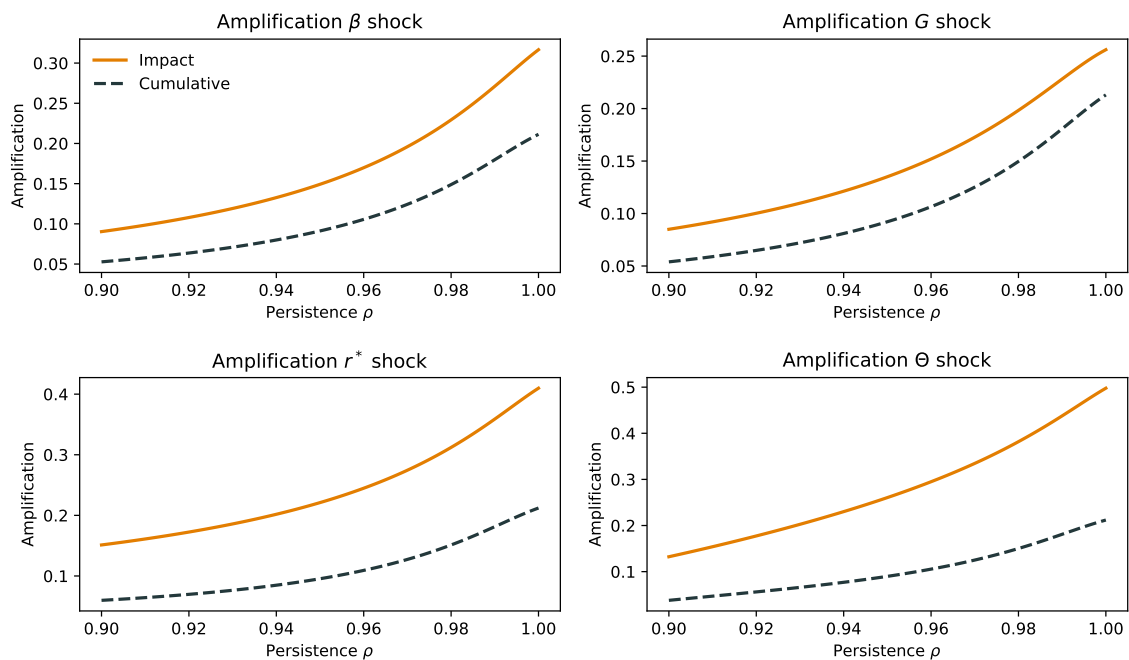 Amplification β shock
0.30
0.25
0.20
0.15
0.10
0.05
Amplification
Impact
Cumulative
0.90 0.92 0.94 0.96 0.98 1.00
Persistence ρ
Amplification G shock
0.25
0.20
0.15
0.10
0.05
Amplification
0.90 0.92 0.94 0.96 0.98 1.00
Persistence ρ
Amplification r* shock
0.4
0.3
0.2
0.1
Amplification
0.90 0.92 0.94 0.96 0.98 1.00
Persistence ρ
Amplification Θ shock
0.5
0.4
0.3
0.2
0.1
Amplification
0.90 0.92 0.94 0.96 0.98 1.00
Persistence ρ